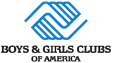 BOYS & GIRLS CLUBS
OF AMERICA